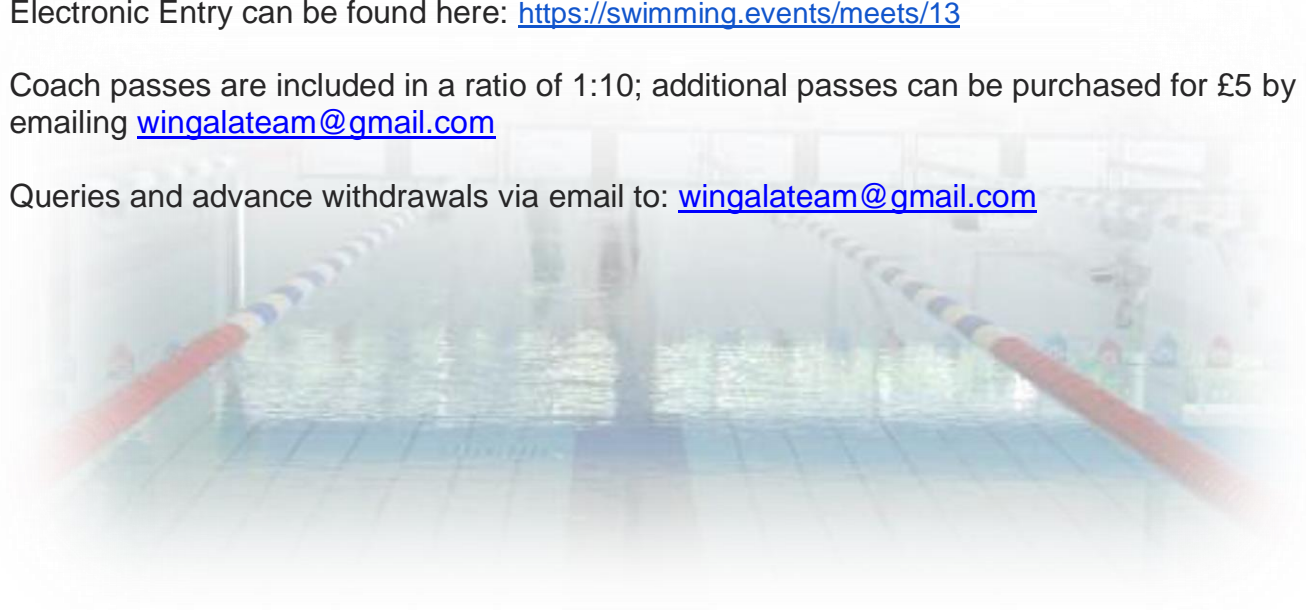 Electronic Entry can be found here: https://swimming.events/meets/13
Coach passes are included in a ratio of 1:10; additional passes can be purchased for £5 by
emailing wingalateam@gmail.com
Queries and advance withdrawals via email to: wingalateam@gmail.com